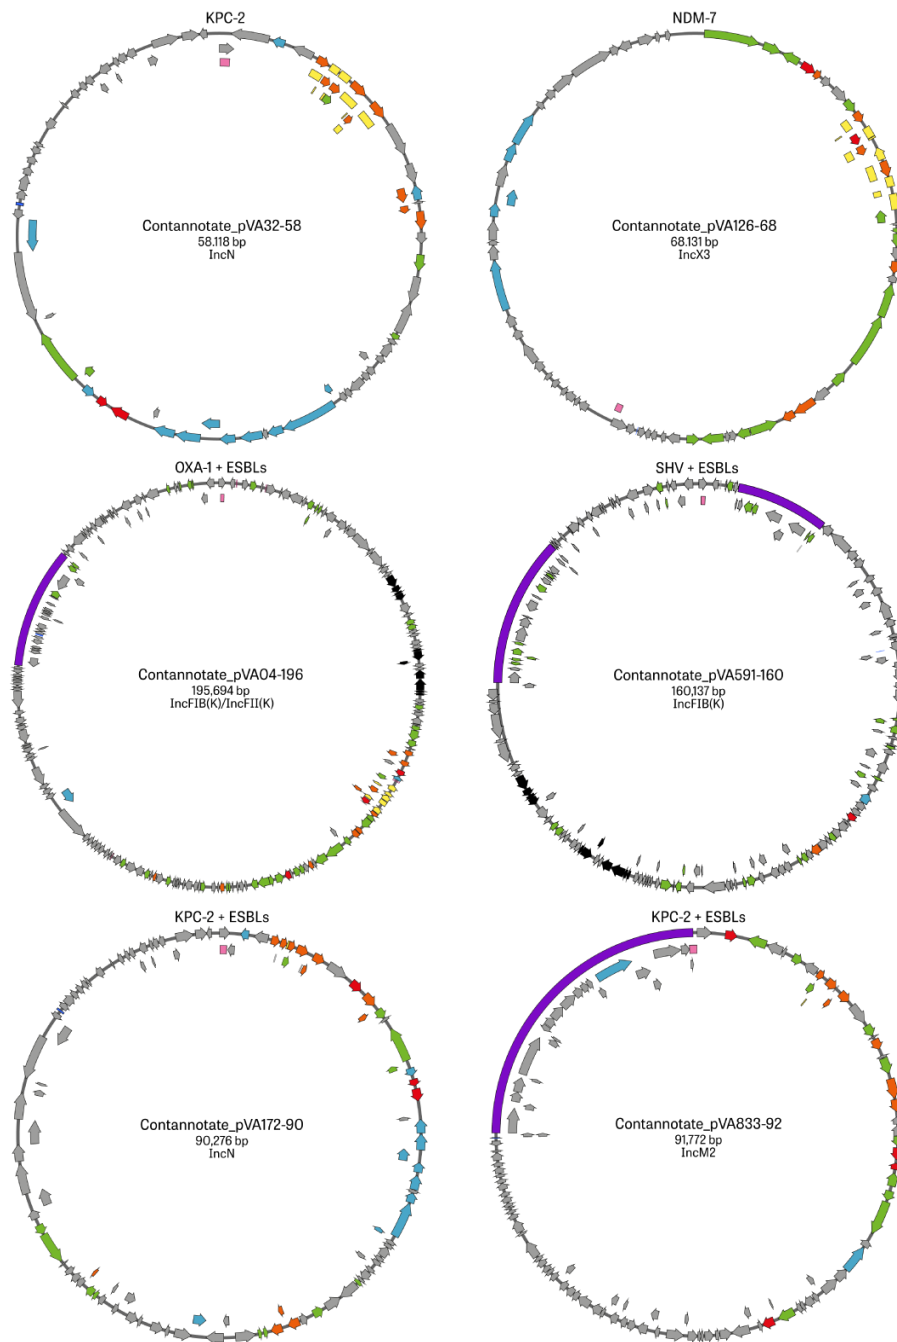 KPC-2
Contannotate_pVA32-58
58.118 bp
IncN
NDM-7
Contannotate_pVA126-68
68.131 bp
IncX3
OXA-1 + ESBLs
Contannotate_pVA04-196
195,694 bp
IncFIB(K)/IncFII(K)
SHV + ESBLs
Contannotate_pVA591-160
160,137 bp
IncFIB(K)
KPC-2 + ESBLs
Contannotate_pVA172-90
90,276 bp
IncN
KPC-2 + ESBLs
Contannotate_pVA833-92
91,772 bp
IncM2